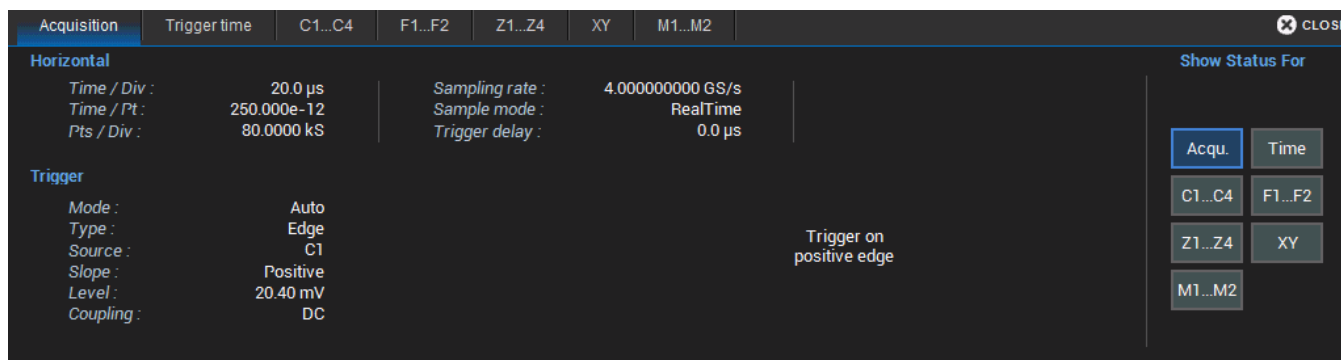 Acquisition Trigger time C1...C4 F1...F2 Z1...Z4 XY M1...M2 CLOS
Horizontal
Time / Div : 20.0 µs Sampling rate : 4.000000000 GS/s
Time / Pt : 250.000e-12 Sample mode : RealTime
Pts / Div : 80.0000 kS Trigger delay : 0.0 µs
Trigger
Mode : Auto
Type : Edge
Source : C1
Slope : Positive
Level : 20.40 mV
Coupling : DC
Trigger on
positive edge
Show Status For
Acqu. Time
C1...C4 F1...F2
Z1...Z4 XY
M1...M2